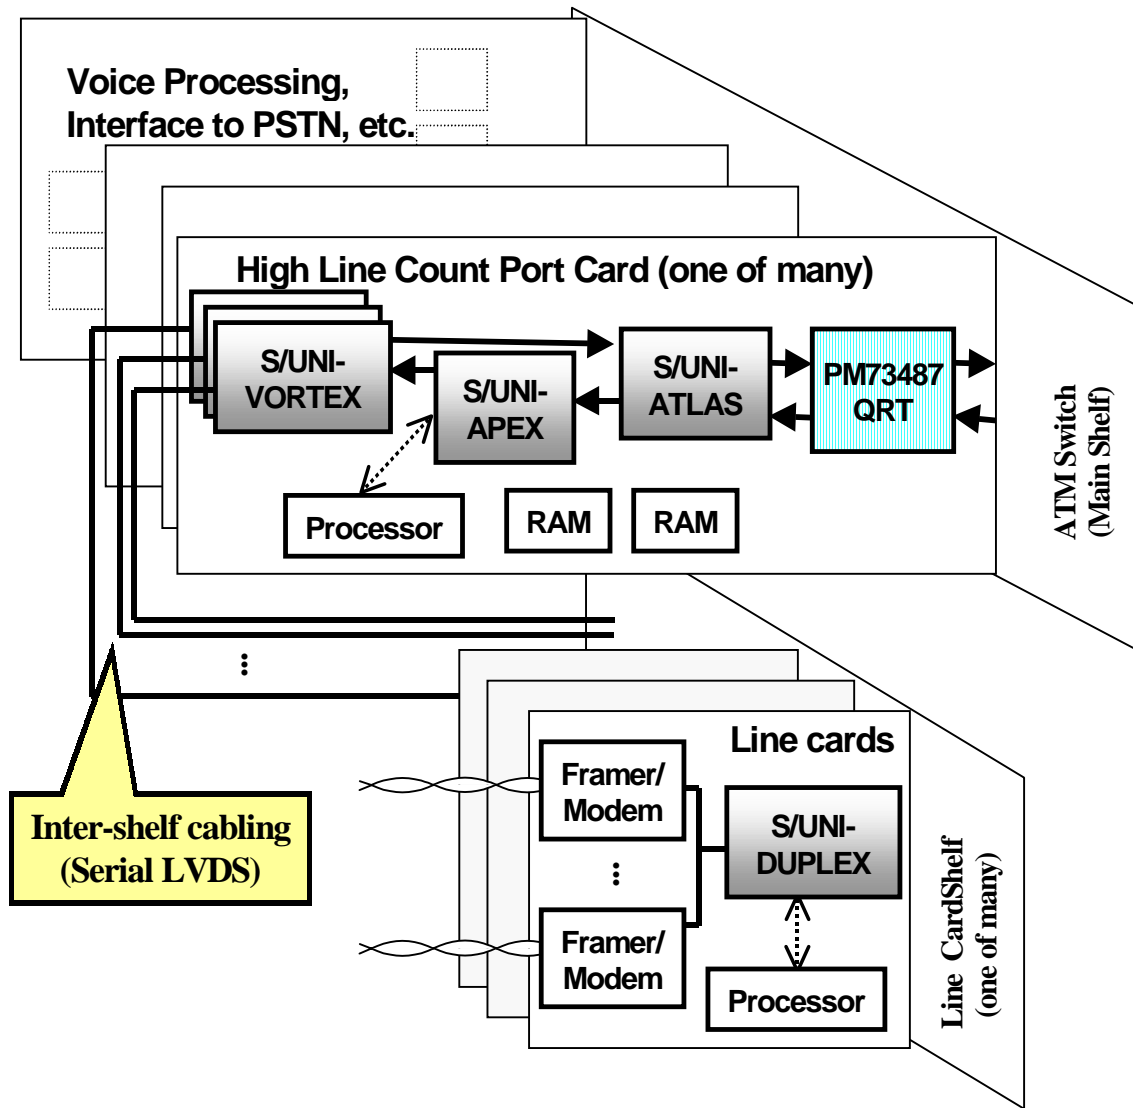 Voice Processing,
Interface to PSTN, etc.
High Line Count Port Card (one of many)
S/UNI-
VORTEX
S/UNI-
APEX
S/UNI-
ATLAS
PM73487
QRT
Processor
RAM
RAM
ATM Switch
(Main Shelf)
Inter-shelf cabling
(Serial LVDS)
Line cards
Framer/
Modem
S/UNI-
DUPLEX
Framer/
Modem
Processor
Line CardShelf
(one of many)